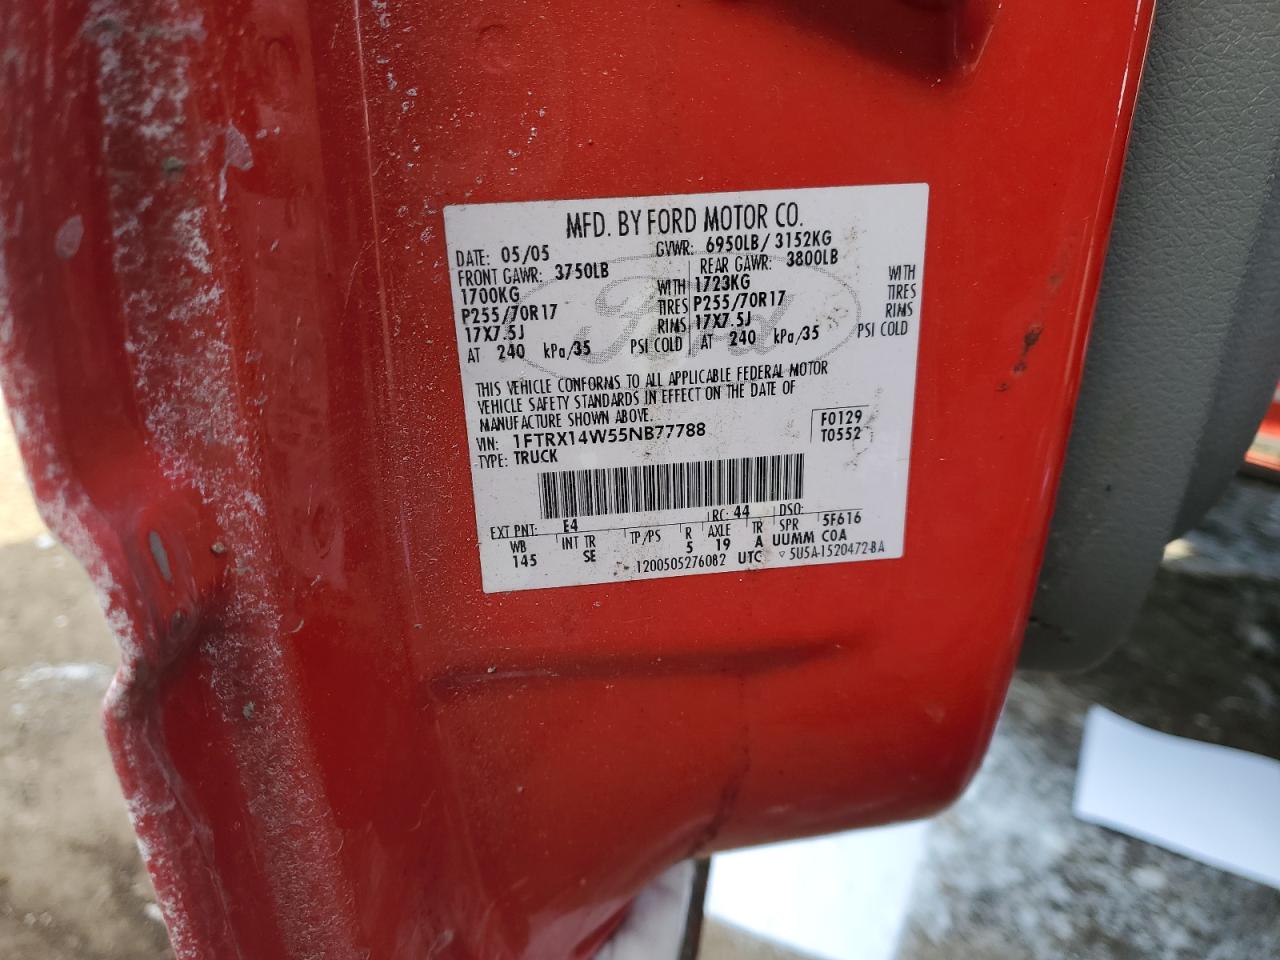 MFD. BY FORD MOTOR CO.
DATE: 05/05 GVWR: 6950LB/ 3152KG
FRONT GAWR: 3750LB REAR GAWR: 3800LB
1700KG WITH 1723KG WITH
P255/70R17 TIRES P255/70R17 TIRES
17X7.5J RIMS 17X7.5J RIMS
AT 240 kPa/35 PSI COLD AT 240 kPa/35 PSI COLD
Ford
THIS VEHICLE CONFORMS TO ALL APPLICABLE FEDERAL MOTOR
VEHICLE SAFETY STANDARDS IN EFFECT ON THE DATE OF
MANUFACTURE SHOWN ABOVE.
VIN: 1FTRX14W55NB77788 F0129
TYPE: TRUCK T0552
EXT PNT: E4 RC: 44 DSO:
WB INT TR TP/PS R AXLE TR SPR 5F616
145 SE 5 19 A UUMM COA
1200505276082 UTC ▽ 5U5A-1520472-BA